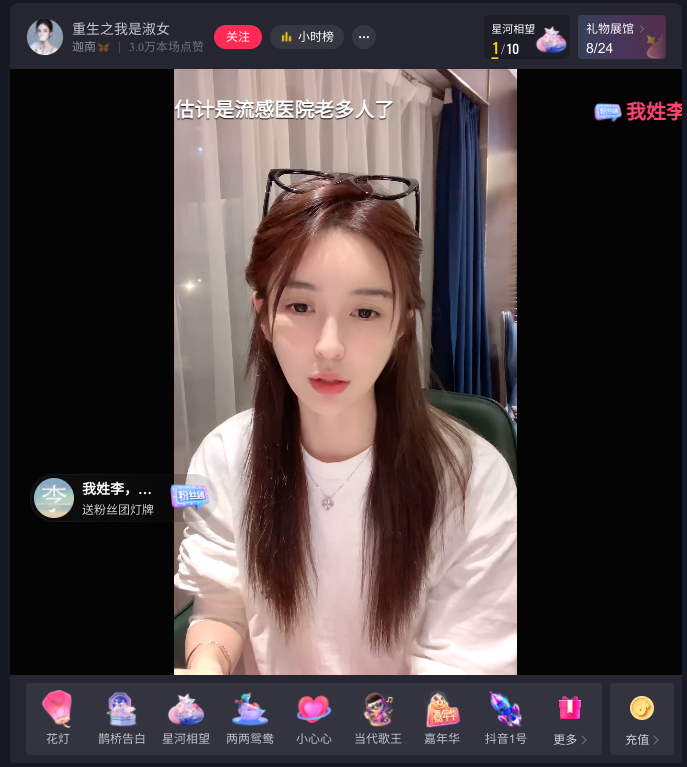 重生之我是淑女
迦南 3.0万本场点赞
关注
小时榜
星河相望
1/10
礼物展馆
8/24
估计是流感医院老多人了
我姓李
我姓李，...
送粉丝团灯牌
粉丝团
李
花灯
鹊桥告白
星河相望
两两鸳鸯
小心心
当代歌王
嘉年华
嘉年华
抖音1号
更多
充值